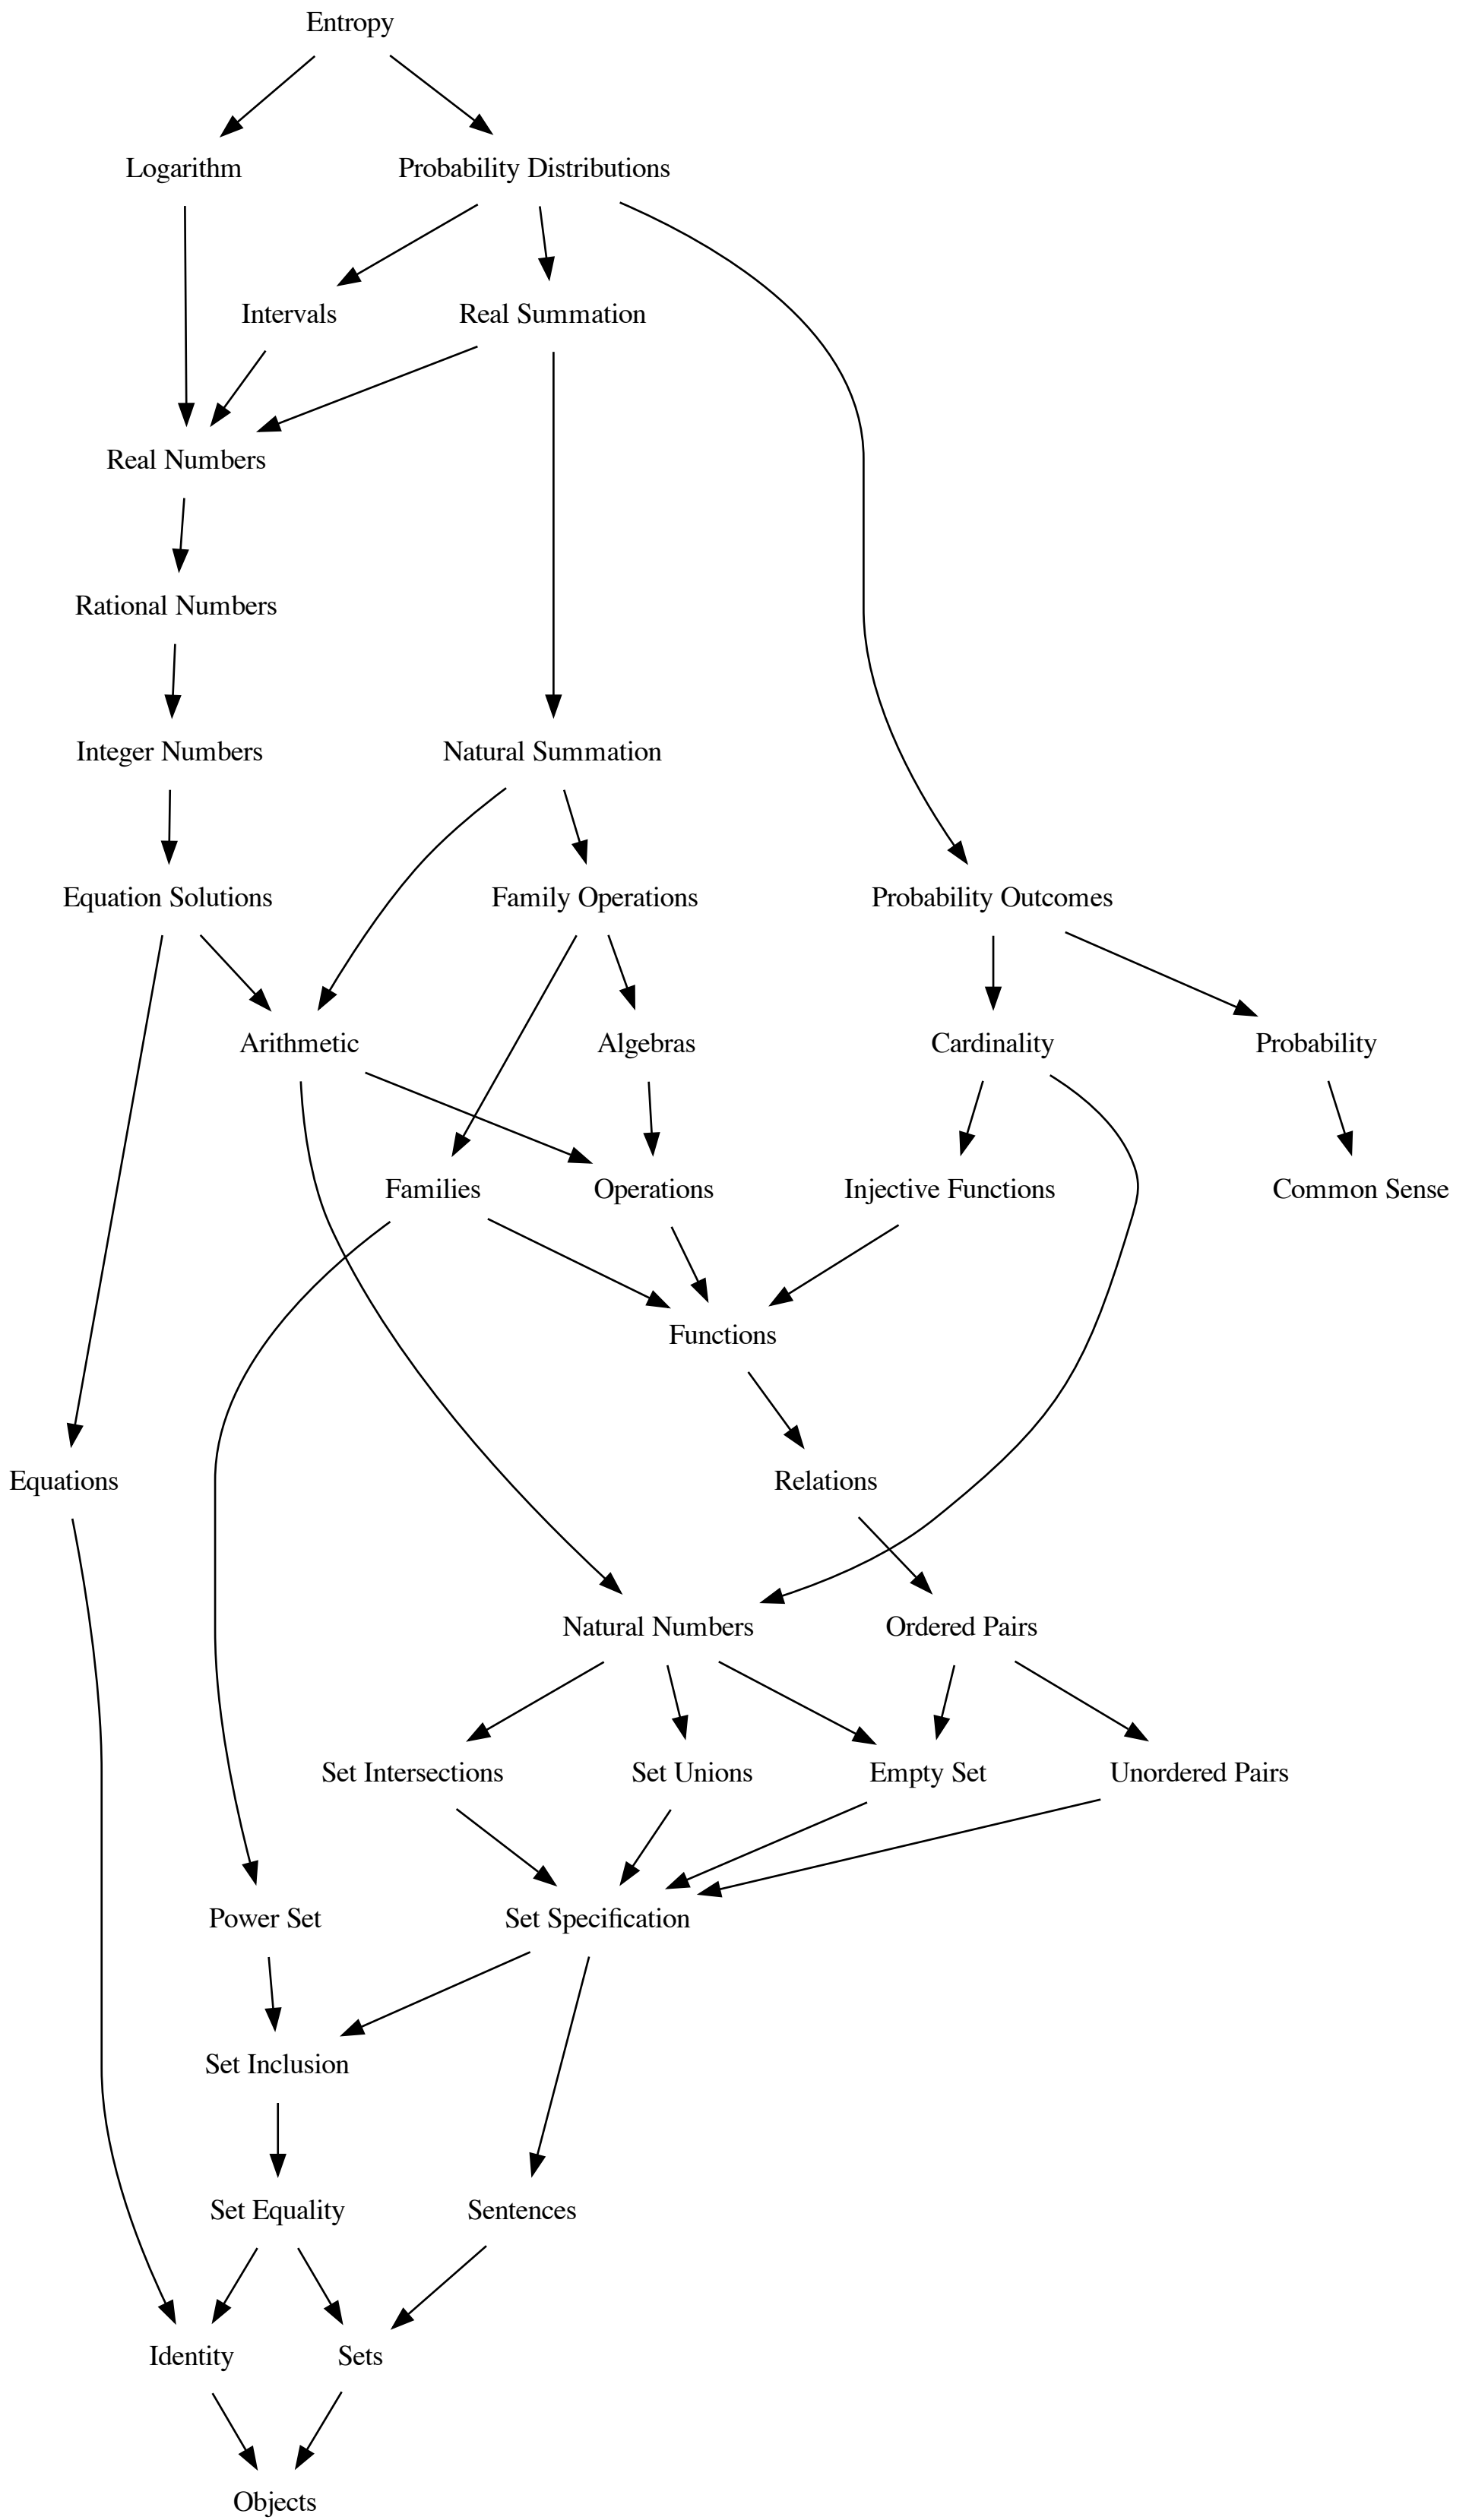 Entropy
Logarithm
Probability Distributions
Intervals
Real Summation
Real Numbers
Rational Numbers
Integer Numbers
Natural Summation
Equation Solutions
Family Operations
Probability Outcomes
Arithmetic
Algebras
Cardinality
Probability
Families
Operations
Injective Functions
Common Sense
Functions
Equations
Relations
Natural Numbers
Ordered Pairs
Set Intersections
Set Unions
Empty Set
Unordered Pairs
Power Set
Set Specification
Set Inclusion
Set Equality
Sentences
Identity
Sets
Objects